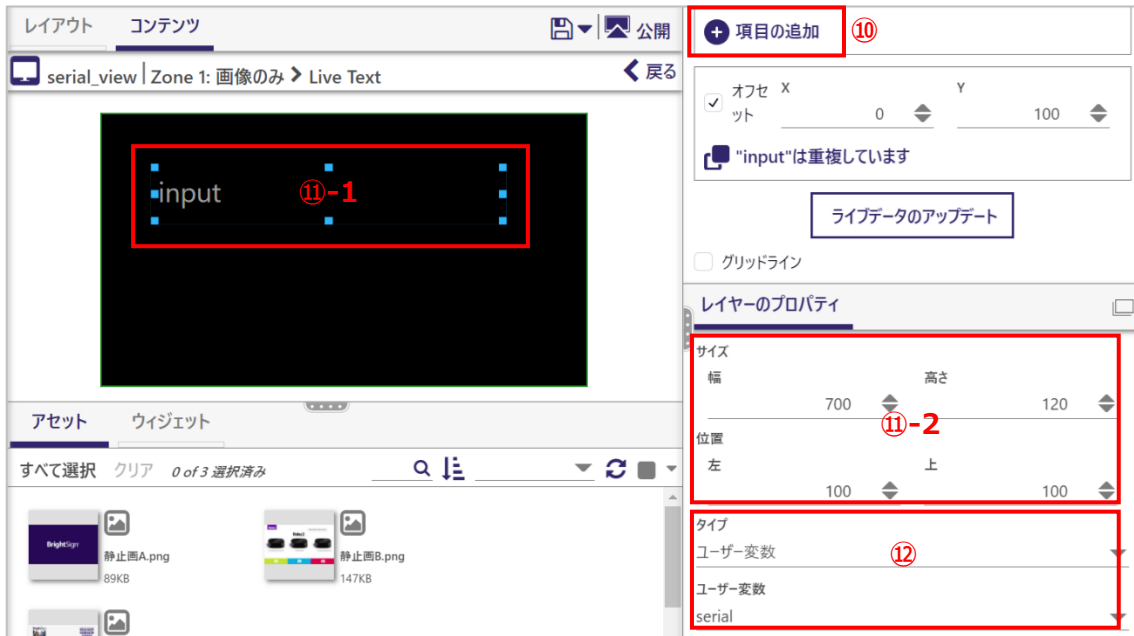 レイアウト コンテンツ 公開
serial_view Zone 1: 画像のみ Live Text 戻る
input ⑪-1
アセット ウィジェット
すべて選択 クリア 0 of 3 選択済み
BrightSign 静止画A.png
89KB
静止画B.png
147KB
項目の追加 ⑩
オフセ
ット
X Y
0 100
"input"は重複しています
ライブデータのアップデート
グリッドライン
レイヤーのプロパティ
サイズ
幅 高さ
700 120
⑪-2
位置
左 上
100 100
タイプ
ユーザー変数 ⑫
ユーザー変数
serial